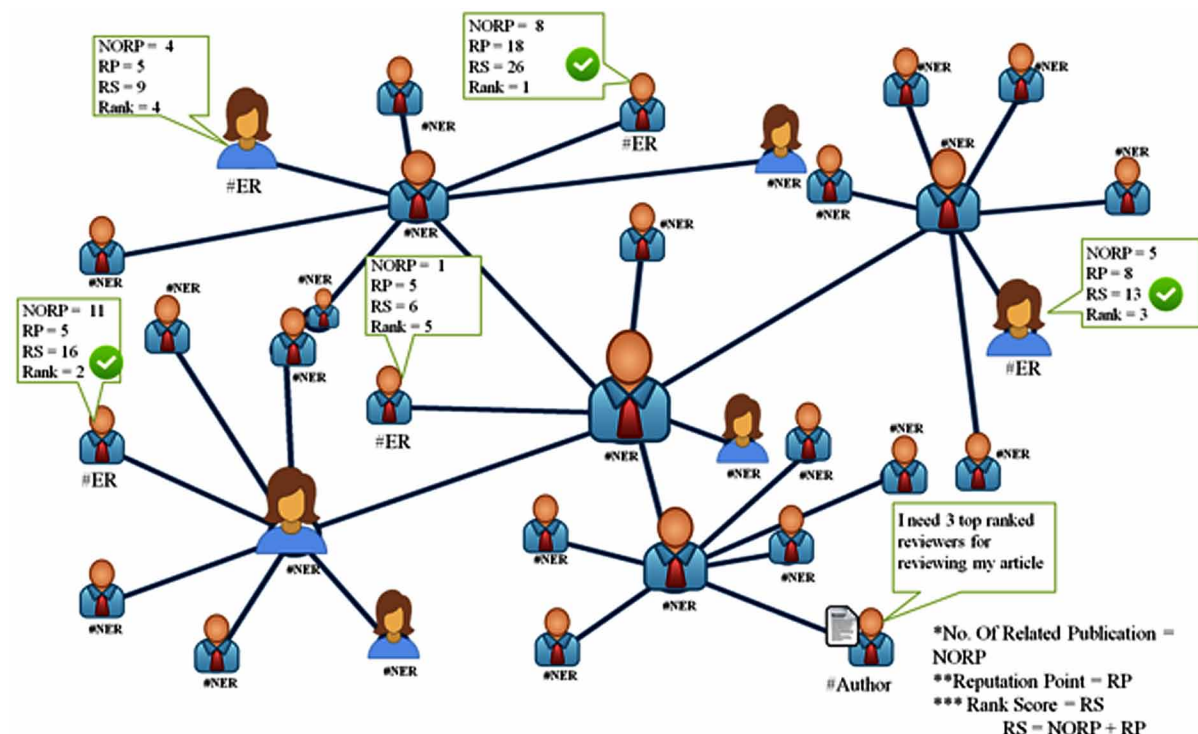 NORP = 4
RP = 5
RS = 9
Rank = 4
#ER
NORP = 8
RP = 18
RS = 26
Rank = 1
#ER
#NER
#NER
#NER
#NER
#NER
#NER
#NER
#NER
#NER
#NER
#NER
NORP = 5
RP = 8
RS = 13
Rank = 3
#ER
#NER
NORP = 1
RP = 5
RS = 6
Rank = 5
#ER
#NER
#NER
#NER
NORP = 11
RP = 5
RS = 16
Rank = 2
#ER
#NER
#NER
#NER
#NER
#NER
#NER
#NER
#NER
#NER
#NER
#NER
#NER
I need 3 top ranked
reviewers for
reviewing my article
#Author
*No. Of Related Publication =
NORP
**Reputation Point = RP
*** Rank Score = RS
RS = NORP + RP